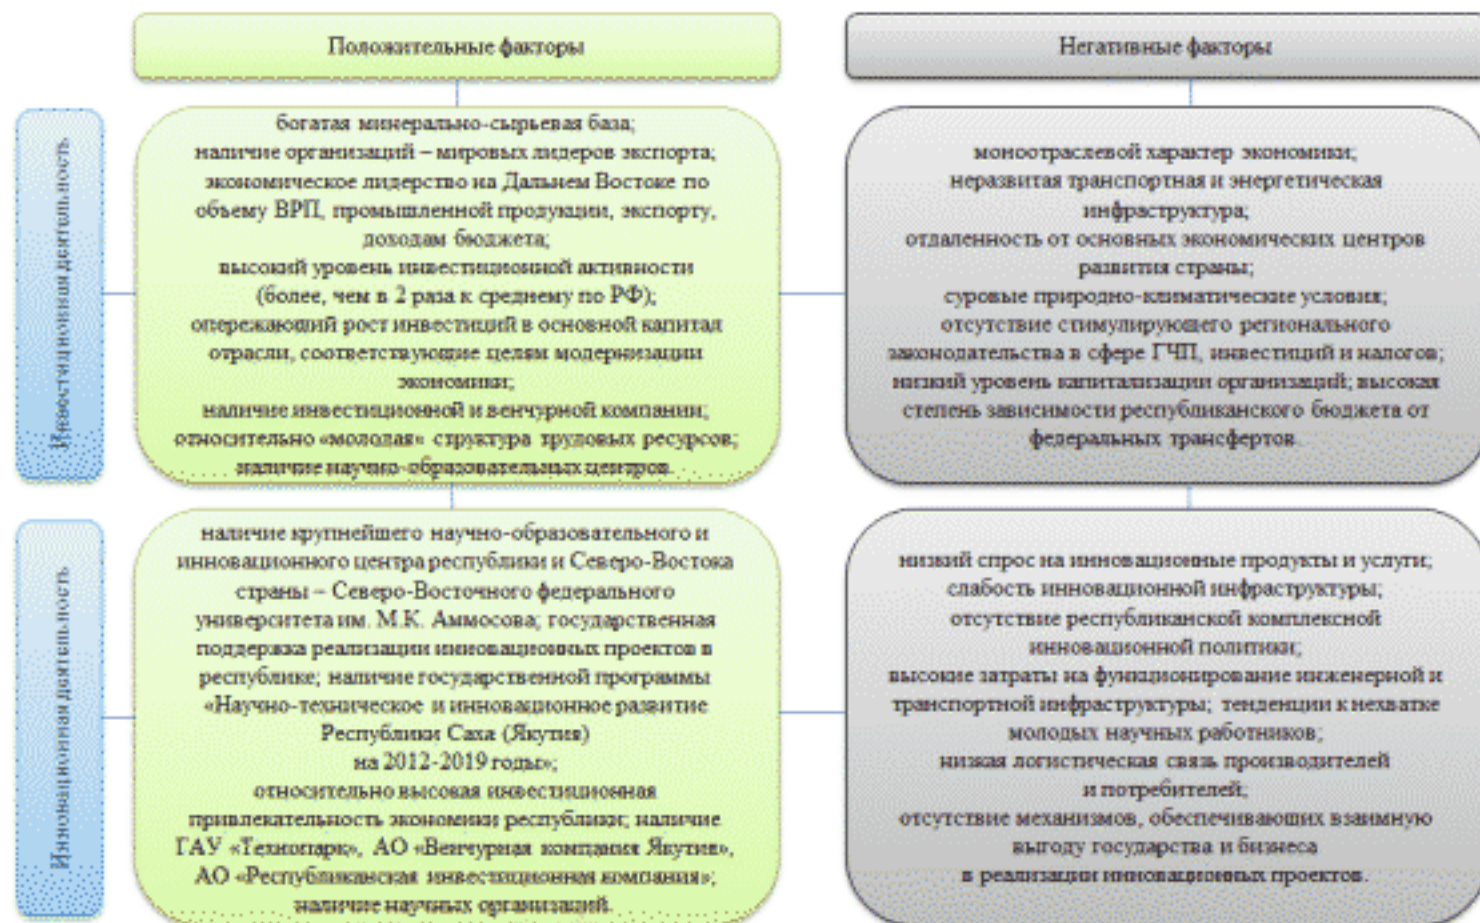 Положительные факторы
Негативные факторы
Инвестиционная деятельность
богатая минерально-сырьевая база;
наличие организаций – мировых лидеров экспорта;
экономическое лидерство на Дальнем Востоке по
объему ВРП, промышленной продукции, экспорту,
доходам бюджета;
высокий уровень инвестиционной активности
(более, чем в 2 раза к среднему по РФ);
опережающий рост инвестиций в основной капитал
отрасли, соответствующие целям модернизации
экономики;
наличие инвестиционной и венчурной компании;
относительно «молодая» структура трудовых ресурсов;
наличие научно-образовательных центров.
моноотраслевой характер экономики;
неразвитая транспортная и энергетическая
инфраструктура;
отдаленность от основных экономических центров
развития страны;
суровые природно-климатические условия;
отсутствие стимулирующего регионального
законодательства в сфере ГЧП, инвестиций и налогов;
низкий уровень капитализации организаций; высокая
степень зависимости республиканского бюджета от
федеральных трансфертов.
Инновационная деятельность
наличие крупнейшего научно-образовательного и
инновационного центра республики и Северо-Востока
страны – Северо-Восточного федерального
университета им. М.К. Аммосова; государственная
поддержка реализации инновационных проектов в
республике; наличие государственной программы
«Научно-техническое и инновационное развитие
Республики Саха (Якутия)
на 2012-2019 годы»;
относительно высокая инвестиционная
привлекательность экономики республики; наличие
ГАУ «Технопарк», АО «Венчурная компания Якутия»,
АО «Республиканская инвестиционная компания»;
наличие научных организаций.
низкий спрос на инновационные продукты и услуги;
слабость инновационной инфраструктуры;
отсутствие республиканской комплексной
инновационной политики;
высокие затраты на функционирование инженерной и
транспортной инфраструктуры; тенденции к нехватке
молодых научных работников;
низкая логистическая связь производителей
и потребителей;
отсутствие механизмов, обеспечивающих взаимную
выгоду государства и бизнеса
в реализации инновационных проектов.